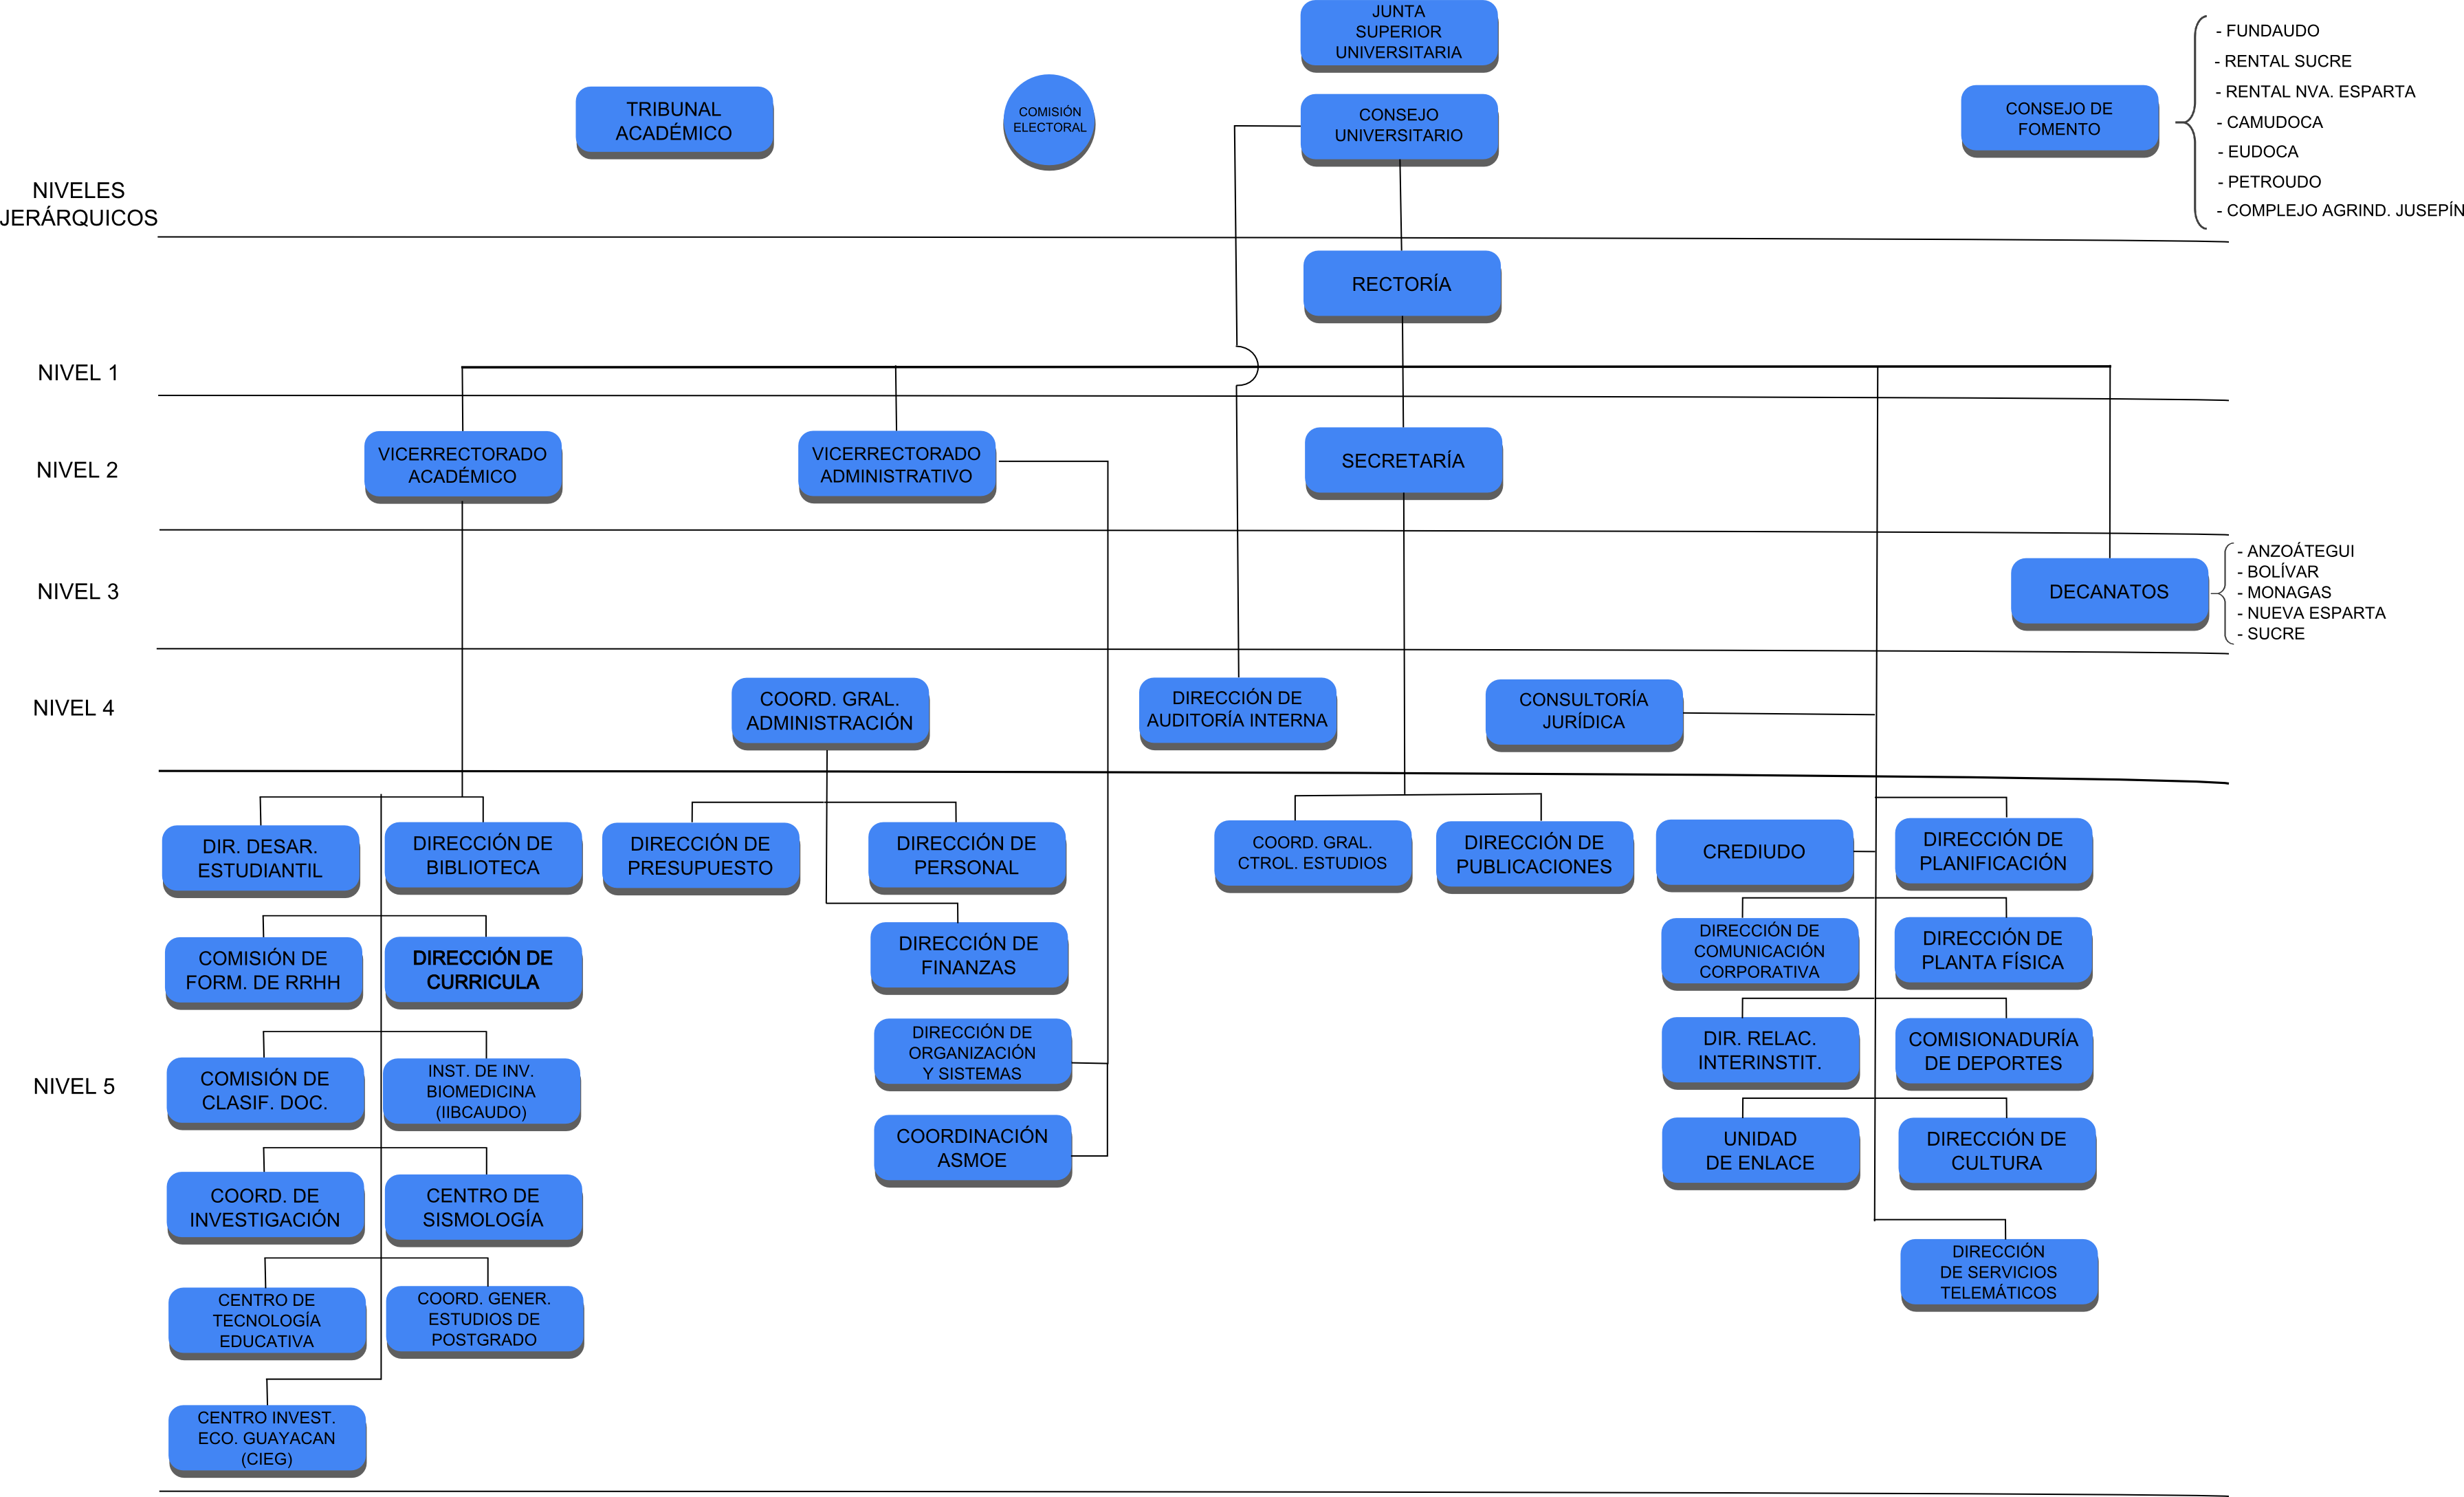 JUNTA
SUPERIOR
UNIVERSITARIA
TRIBUNAL
ACADÉMICO
COMISIÓN
ELECTORAL
CONSEJO
UNIVERSITARIO
CONSEJO DE
FOMENTO
- FUNDAUDO
- RENTAL SUCRE
- RENTAL NVA. ESPARTA
- CAMUDOCA
- EUDOCA
- PETROUDO
- COMPLEJO AGRIND. JUSEPÍN
NIVELES
JERÁRQUICOS
RECTORÍA
NIVEL 1
NIVEL 2
VICERRECTORADO
ACADÉMICO
VICERRECTORADO
ADMINISTRATIVO
SECRETARÍA
NIVEL 3
DECANATOS
- ANZOÁTEGUI
- BOLÍVAR
- MONAGAS
- NUEVA ESPARTA
- SUCRE
NIVEL 4
COORD. GRAL.
ADMINISTRACIÓN
DIRECCIÓN DE
AUDITORÍA INTERNA
CONSULTORÍA
JURÍDICA
NIVEL 5
DIR. DESAR.
ESTUDIANTIL
DIRECCIÓN DE
BIBLIOTECA
DIRECCIÓN DE
PRESUPUESTO
DIRECCIÓN DE
PERSONAL
COORD. GRAL.
CTROL. ESTUDIOS
DIRECCIÓN DE
PUBLICACIONES
CREDIUDO
DIRECCIÓN DE
PLANIFICACIÓN
COMISIÓN DE
FORM. DE RRHH
DIRECCIÓN DE
CURRICULA
DIRECCIÓN DE
FINANZAS
DIRECCIÓN DE
COMUNICACIÓN
CORPORATIVA
DIRECCIÓN DE
PLANTA FÍSICA
COMISIÓN DE
CLASIF. DOC.
INST. DE INV.
BIOMEDICINA
(IIBCAUDO)
DIRECCIÓN DE
ORGANIZACIÓN
Y SISTEMAS
DIR. RELAC.
INTERINSTIT.
COMISIONADURÍA
DE DEPORTES
COORD. DE
INVESTIGACIÓN
CENTRO DE
SISMOLOGÍA
COORDINACIÓN
ASMOE
UNIDAD
DE ENLACE
DIRECCIÓN DE
CULTURA
CENTRO DE
TECNOLOGÍA
EDUCATIVA
COORD. GENER.
ESTUDIOS DE
POSTGRADO
DIRECCIÓN
DE SERVICIOS
TELEMÁTICOS
CENTRO INVEST.
ECO. GUAYACAN
(CIEG)